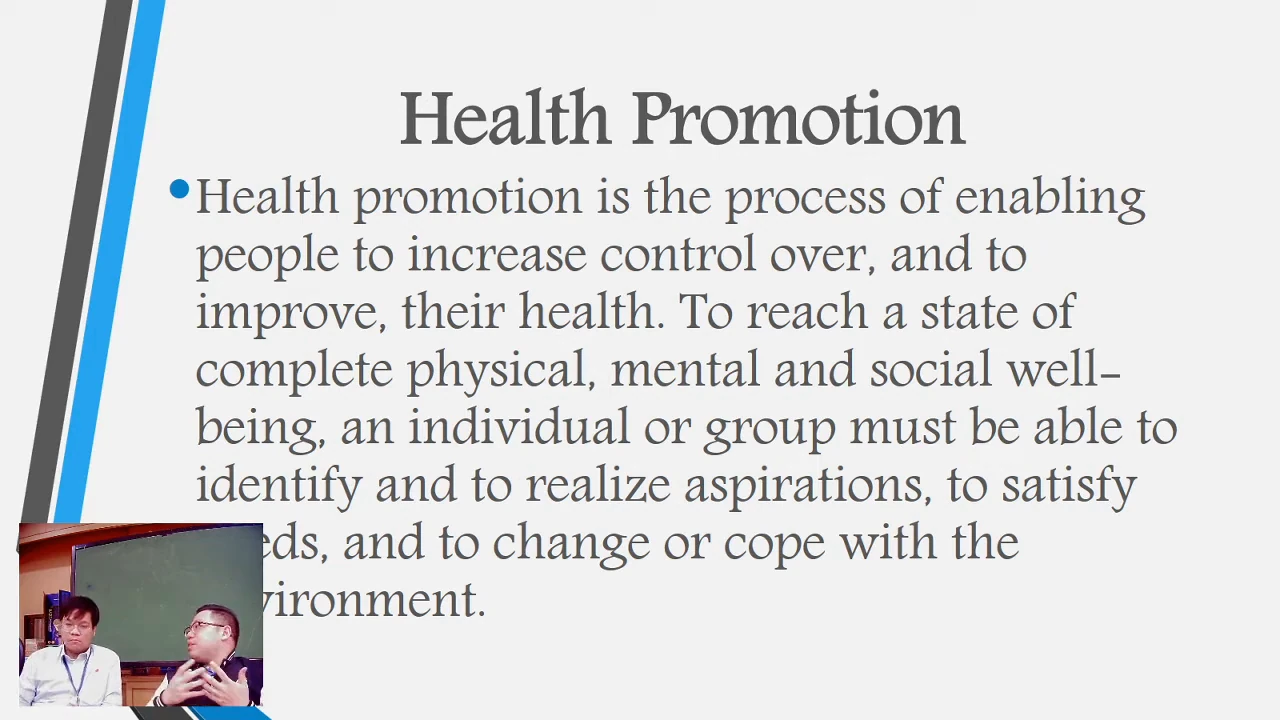 Health Promotion
•Health promotion is the process of enabling
people to increase control over, and to
improve, their health. To reach a state of
complete physical, mental and social well-
being, an individual or group must be able to
identify and to realize aspirations, to satisfy
eds, and to change or cope with the
vironment.